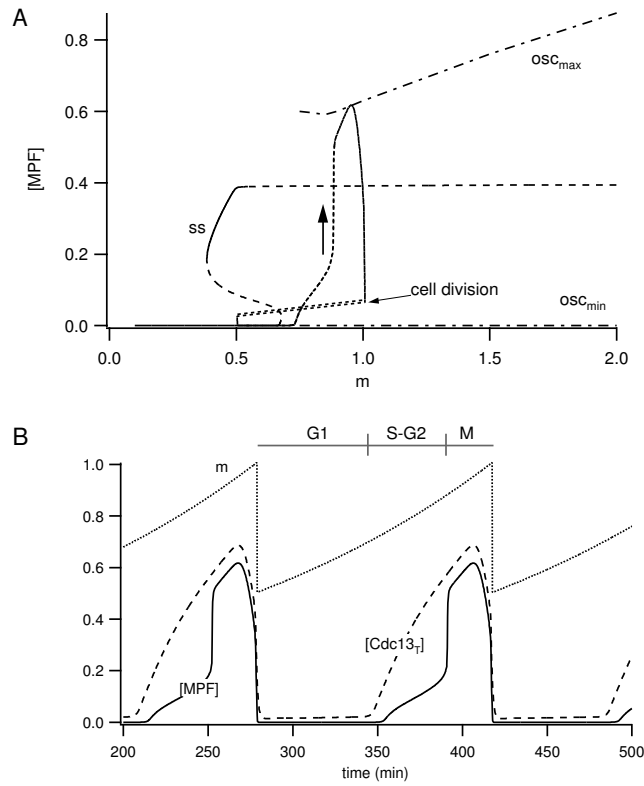 A
0.8
0.6
0.4
0.2
0.0
[MPF]
osc_max
ss
cell division
osc_min
0.0 0.5 1.0 1.5 2.0
m
B
G1 S-G2 M
1.0
0.8
0.6
0.4
0.2
0.0
m
[Cdc13_T]
[MPF]
200 250 300 350 400 450 500
time (min)